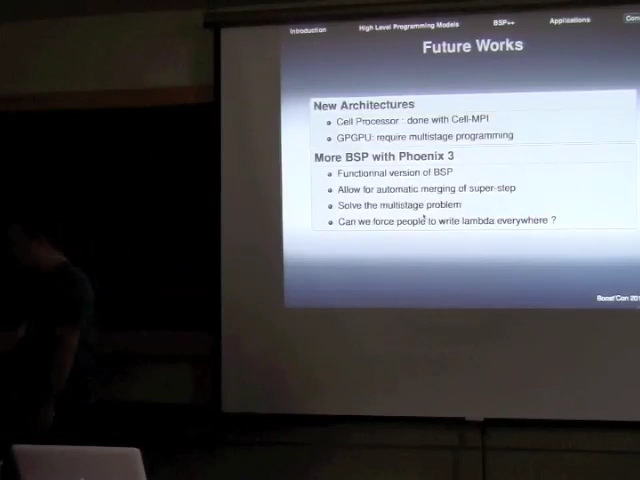 Introduction High Level Programming Models BSP++ Applications
Future Works
New Architectures
Cell Processor : done with Cell-MPI
GPGPU: require multistage programming
More BSP with Phoenix 3
Functionnal version of BSP
Allow for automatic merging of super-step
Solve the multistage problem
Can we force people to write lambda everywhere ?
Boost'Con 201